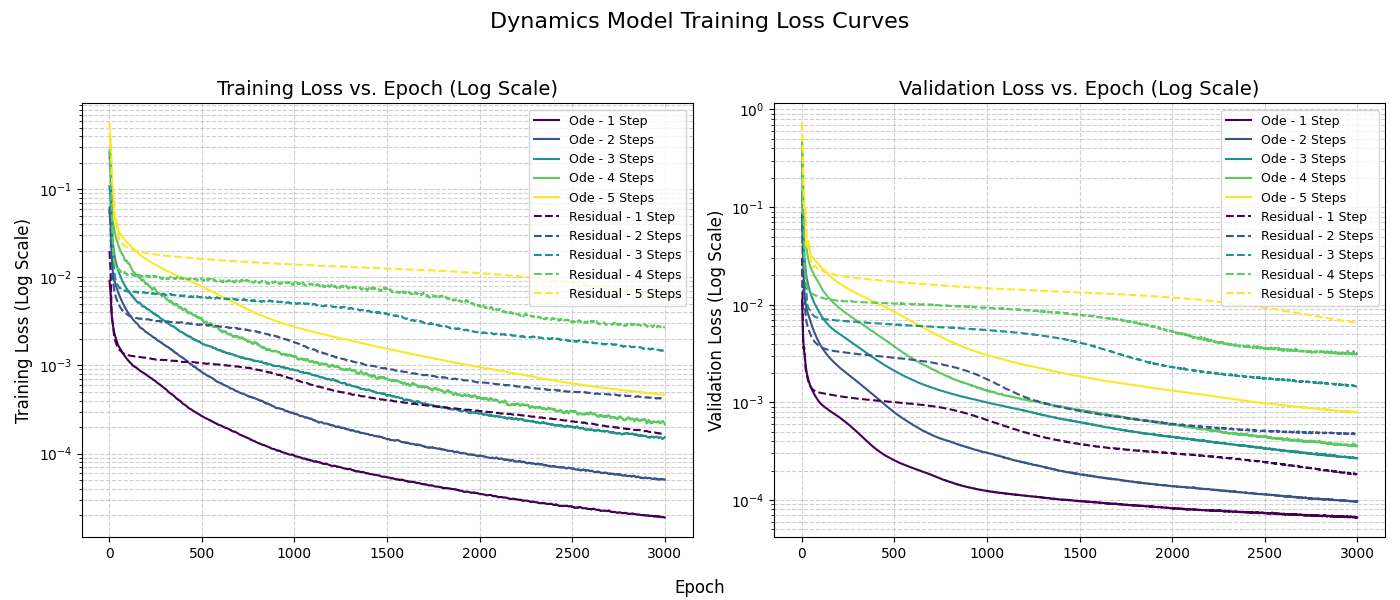 Dynamics Model Training Loss Curves
Training Loss vs. Epoch (Log Scale)
Training Loss (Log Scale)
10⁻¹
10⁻²
10⁻³
10⁻⁴
0 500 1000 1500 2000 2500 3000
Ode - 1 Step
Ode - 2 Steps
Ode - 3 Steps
Ode - 4 Steps
Ode - 5 Steps
Residual - 1 Step
Residual - 2 Steps
Residual - 3 Steps
Residual - 4 Steps
Residual - 5 Steps
Validation Loss vs. Epoch (Log Scale)
Validation Loss (Log Scale)
10⁰
10⁻¹
10⁻²
10⁻³
10⁻⁴
0 500 1000 1500 2000 2500 3000
Ode - 1 Step
Ode - 2 Steps
Ode - 3 Steps
Ode - 4 Steps
Ode - 5 Steps
Residual - 1 Step
Residual - 2 Steps
Residual - 3 Steps
Residual - 4 Steps
Residual - 5 Steps
Epoch